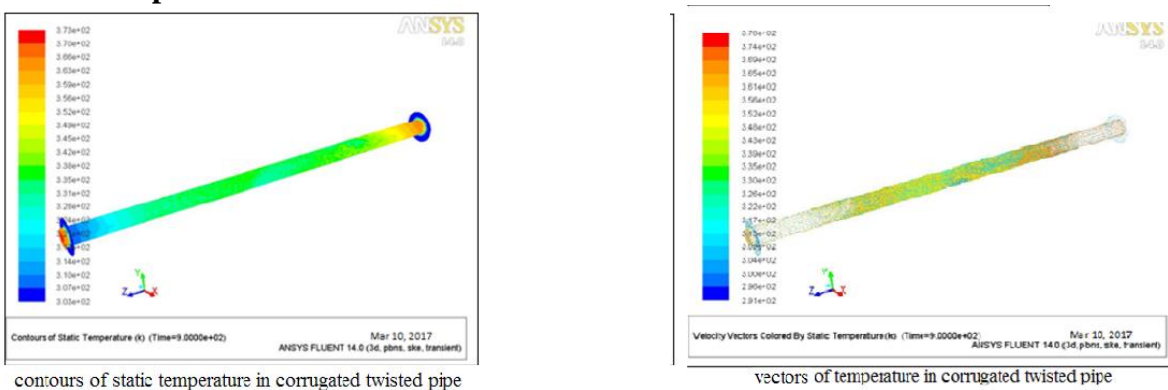 ANSYS
14.0
3.73e+02
3.70e+02
3.66e+02
3.63e+02
3.59e+02
3.56e+02
3.52e+02
3.49e+02
3.45e+02
3.42e+02
3.38e+02
3.35e+02
3.31e+02
3.28e+02
3.14e+02
3.10e+02
3.07e+02
3.03e+02
Y
Z X
Contours of Static Temperature (k) (Time=9.0000e+02)
Mar 10, 2017
ANSYS FLUENT 14.0 (3d, pbns, ske, transient)
contours of static temperature in corrugated twisted pipe
ANSYS
14.0
3.74e+02
3.69e+02
3.65e+02
3.61e+02
3.56e+02
3.52e+02
3.48e+02
3.43e+02
3.39e+02
3.35e+02
3.30e+02
3.26e+02
3.22e+02
3.04e+02
3.00e+02
2.96e+02
2.91e+02
Y
Z X
Velocity Vectors Colored By Static Temperature (k) (Time=9.0000e+02)
Mar 10, 2017
ANSYS FLUENT 14.0 (3d, pbns, ske, transient)
vectors of temperature in corrugated twisted pipe